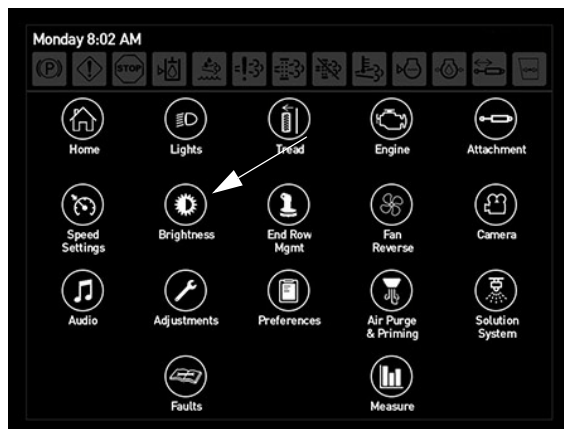 Monday 8:02 AM
(P) STOP
Home Lights Tread Engine Attachment
Speed Settings Brightness End Row Mgmt Fan Reverse Camera
Audio Adjustments Preferences Air Purge & Priming Solution System
Faults Measure